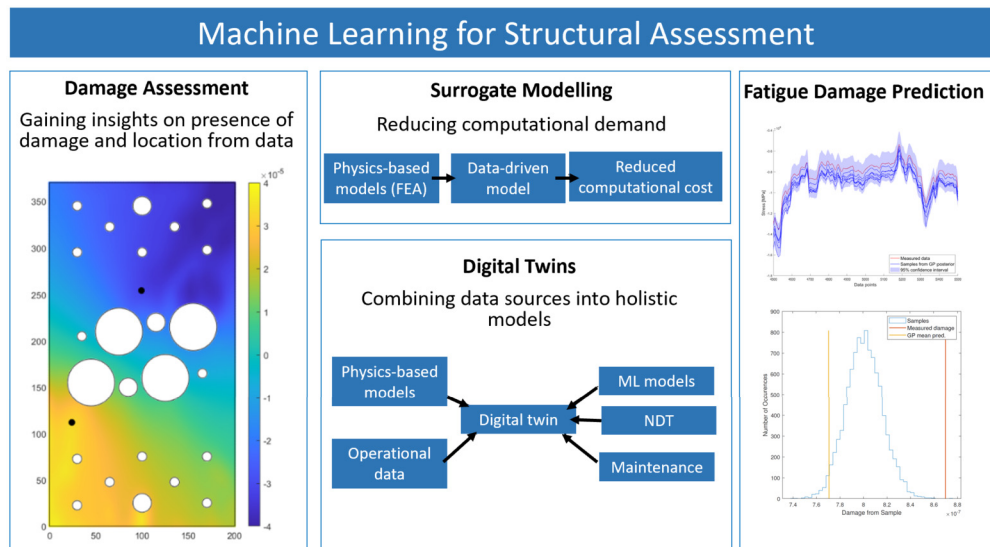 Machine Learning for Structural Assessment
Damage Assessment
Gaining insights on presence of
damage and location from data
×10⁻⁵
4
3
2
1
0
-1
-2
-3
-4
350
300
250
200
150
100
50
0
0
50
100
150
200
Surrogate Modelling
Reducing computational demand
Physics-based
models (FEA)
Data-driven
model
Reduced
computational cost
Digital Twins
Combining data sources into holistic
models
Physics-based
models
Operational
data
Digital twin
ML models
NDT
Maintenance
Fatigue Damage Prediction
Stress [MPa]
Measured data
Samples from GP posterior
95% confidence interval
Data points
900
800
700
600
500
400
300
200
100
0
Number of Occurences
Samples
Measured damage
GP mean pred.
7.4
7.6
7.8
8
8.2
8.4
8.6
8.8
Damage from Sample
×10⁻⁷